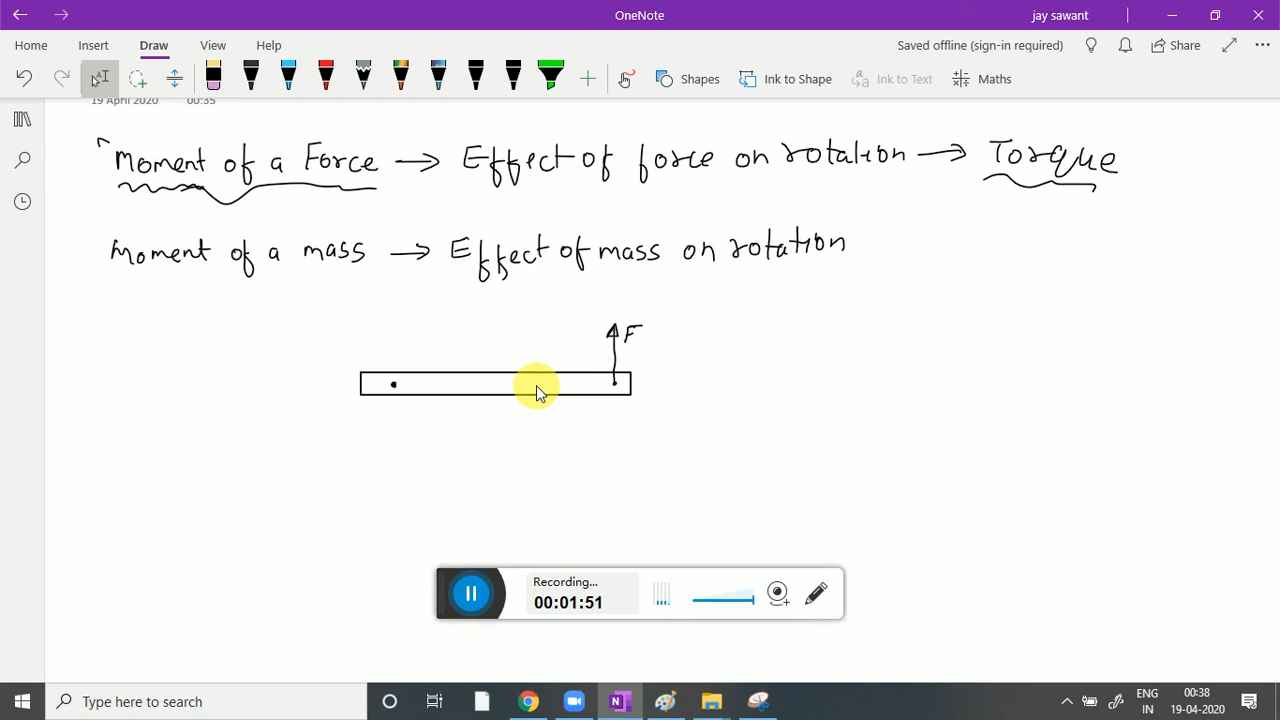 OneNote
jay sawant
Home Insert Draw View Help
Saved offline (sign-in required)
Share
Shapes
Ink to Shape
Ink to Text
Maths
19 April 2020 00:35
Moment of a Force → Effect of force on rotation → Torque
Moment of a mass → Effect of mass on rotation
F
Recording...
00:01:51
Type here to search
N
ENG
IN
00:38
19-04-2020